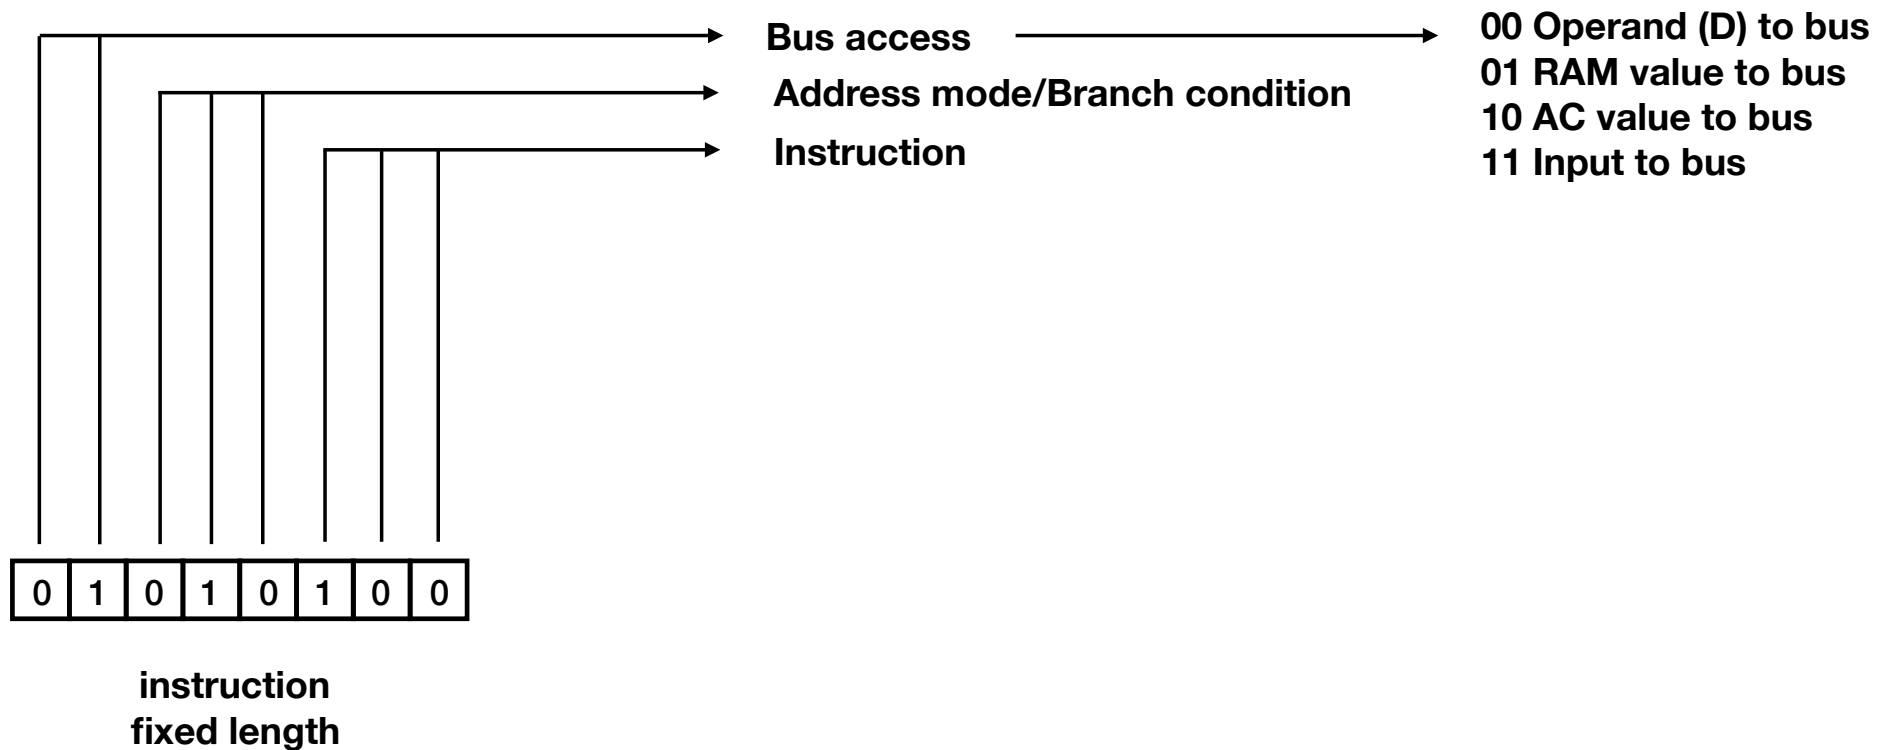 Bus access
Address mode/Branch condition
Instruction
00 Operand (D) to bus
01 RAM value to bus
10 AC value to bus
11 Input to bus
0 1 0 1 0 1 0 0
instruction
fixed length